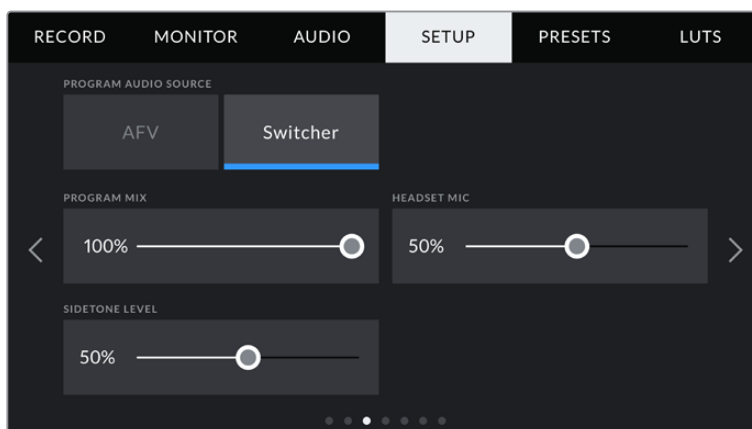 RECORD MONITOR AUDIO SETUP PRESETS LUTS
PROGRAM AUDIO SOURCE
AFV Switcher
PROGRAM MIX HEADSET MIC
100% 50%
SIDETONE LEVEL
50%